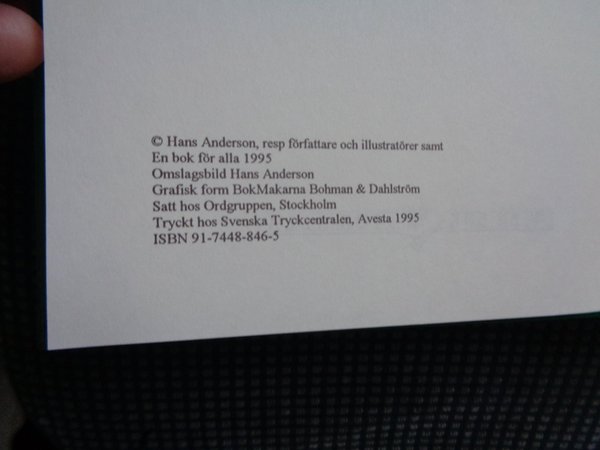 © Hans Anderson, resp författare och illustratörer samt
En bok för alla 1995
Omslagsbild Hans Anderson
Grafisk form BokMakarna Bohman & Dahlström
Satt hos Ordgruppen, Stockholm
Tryckt hos Svenska Tryckcentralen, Avesta 1995
ISBN 91-7448-846-5